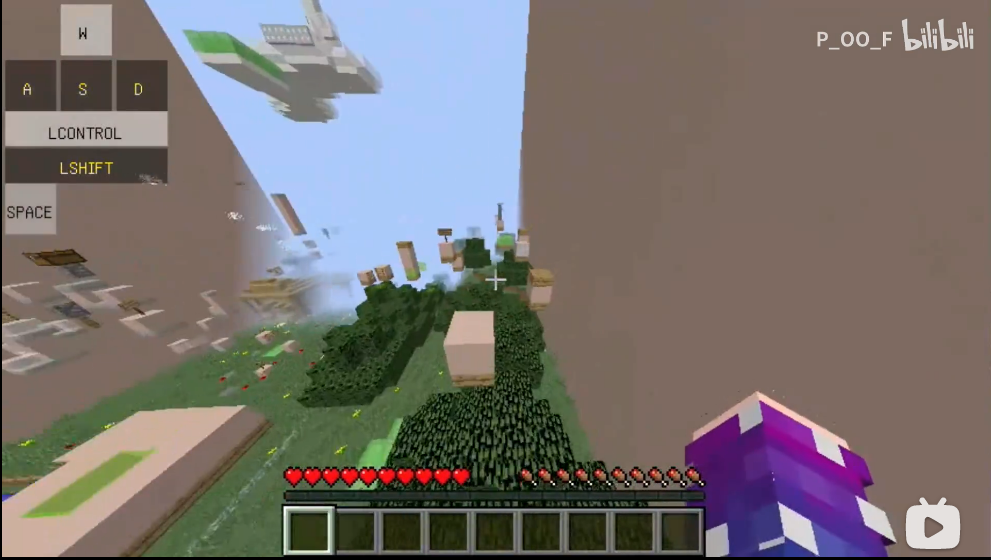 W
P_OO_F bilibili
A S D
LCONTROL
LSHIFT
SPACE